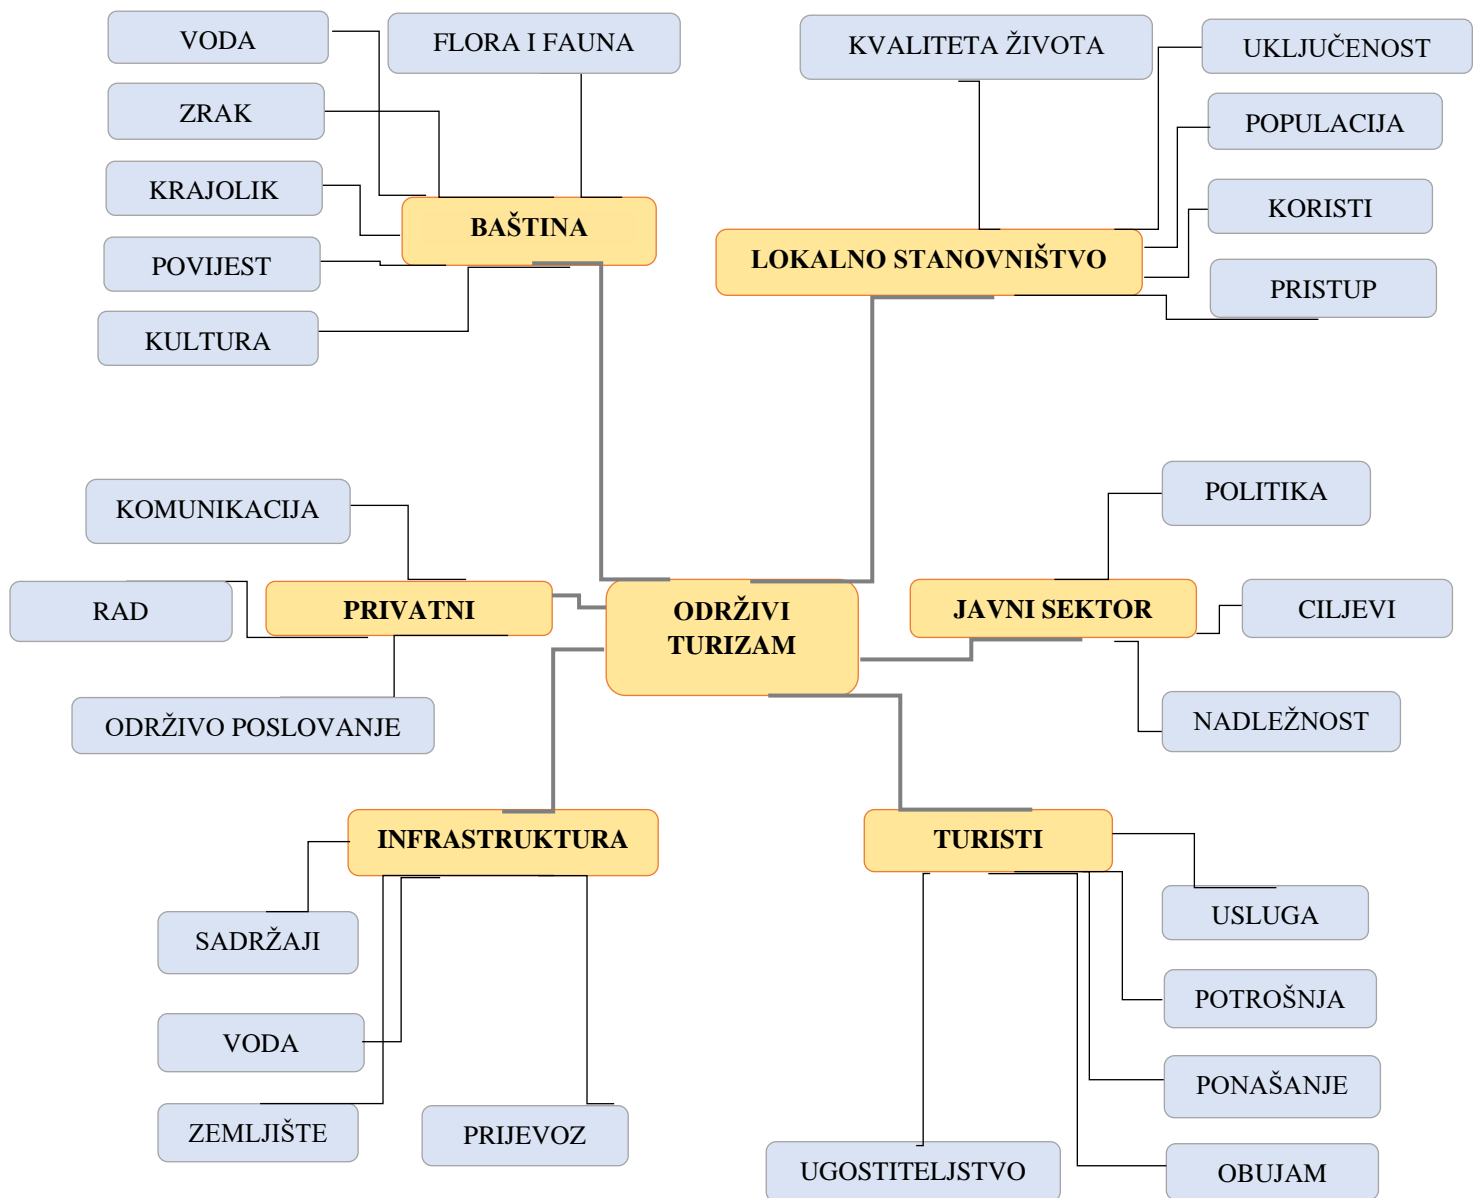 VODA
FLORA I FAUNA
ZRAK
KRAJOLIK
POVIJEST
KULTURA
BAŠTINA
KVALITETA ŽIVOTA
UKLJUČENOST
POPULACIJA
KORISTI
PRISTUP
LOKALNO STANOVNIŠTVO
KOMUNIKACIJA
RAD
PRIVATNI
ODRŽIVO POSLOVANJE
ODRŽIVI
TURIZAM
POLITIKA
JAVNI SEKTOR
CILJEVI
NADLEŽNOST
INFRASTRUKTURA
SADRŽAJI
VODA
ZEMLJIŠTE
PRIJEVOZ
TURISTI
USLUGA
POTROŠNJA
PONAŠANJE
UGOSTITELJSTVO
OBUJAM